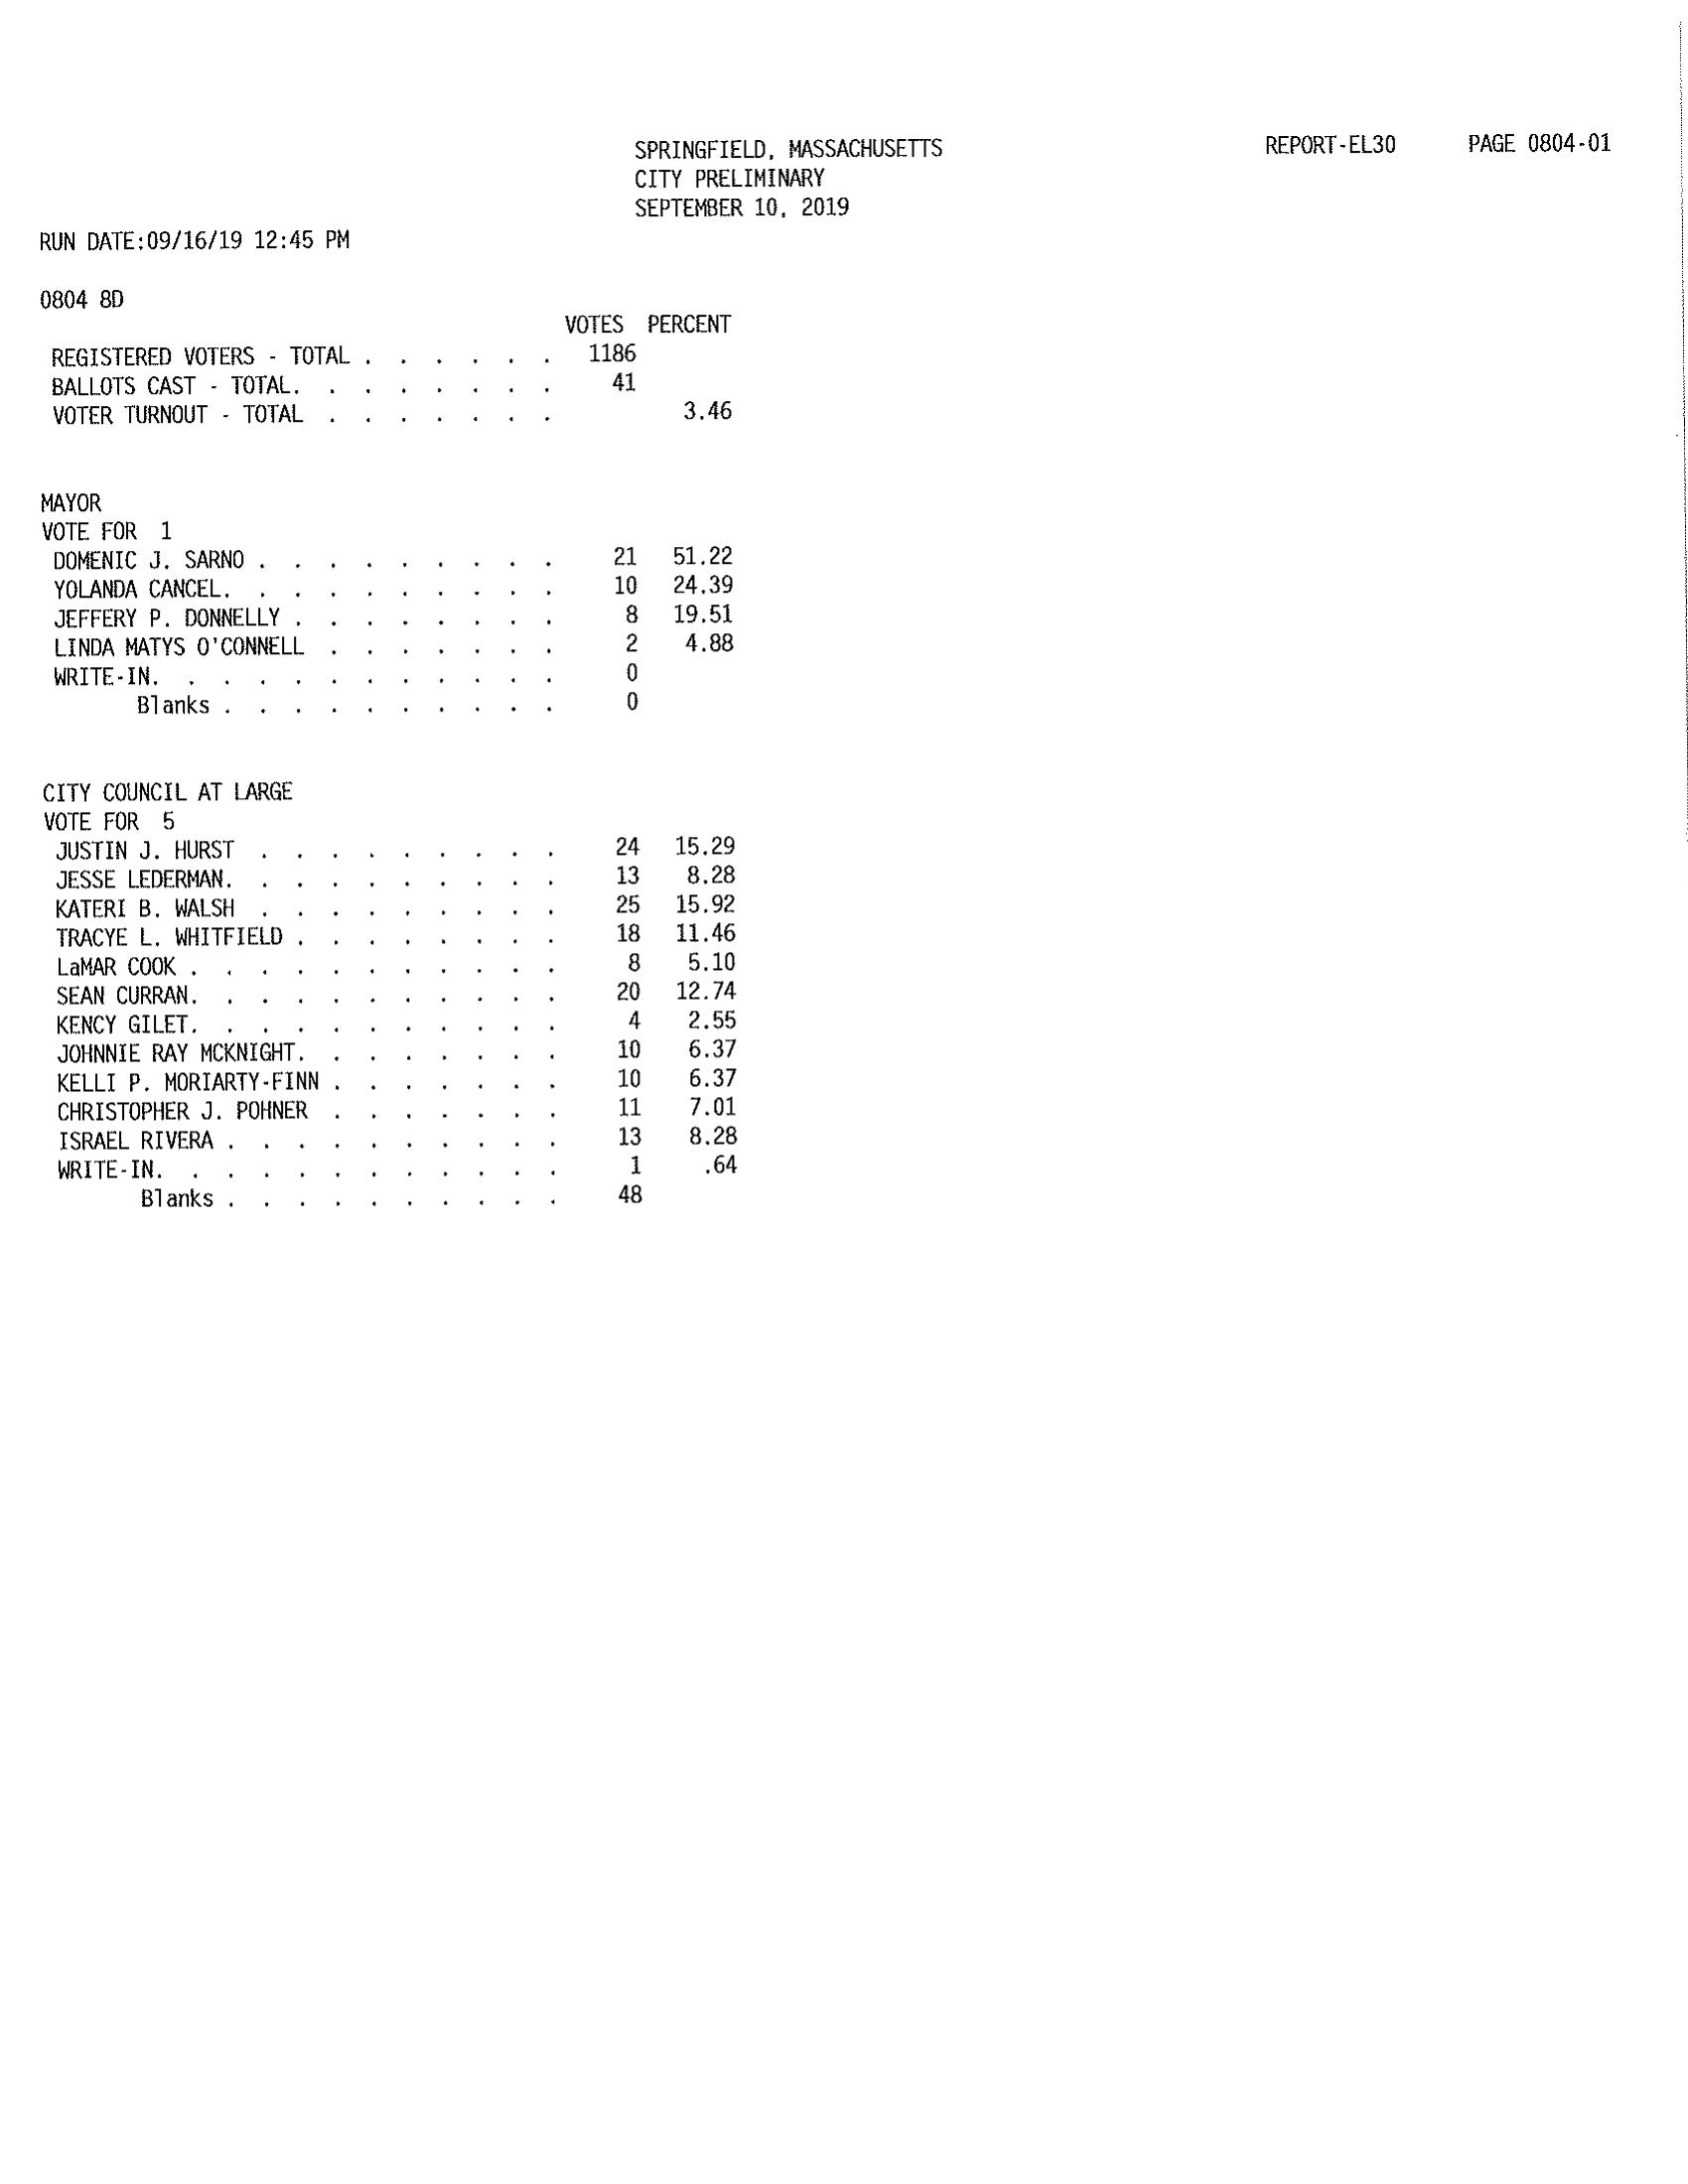 SPRINGFIELD, MASSACHUSETTS REPORT-EL30 PAGE 0804-01
CITY PRELIMINARY
SEPTEMBER 10, 2019
RUN DATE:09/16/19 12:45 PM
0804 8D
VOTES PERCENT
REGISTERED VOTERS - TOTAL . . . . . . 1186
BALLOTS CAST - TOTAL. . . . . . . . 41
VOTER TURNOUT - TOTAL . . . . . . . 3.46
MAYOR
VOTE FOR 1
DOMENIC J. SARNO . . . . . . . . . 21 51.22
YOLANDA CANCEL. . . . . . . . . . 10 24.39
JEFFERY P. DONNELLY . . . . . . . . 8 19.51
LINDA MATYS O'CONNELL . . . . . . . 2 4.88
WRITE-IN. . . . . . . . . . . . 0
Blanks . . . . . . . . . . 0
CITY COUNCIL AT LARGE
VOTE FOR 5
JUSTIN J. HURST . . . . . . . . . 24 15.29
JESSE LEDERMAN. . . . . . . . . . 13 8.28
KATERI B. WALSH . . . . . . . . . 25 15.92
TRACYE L. WHITFIELD . . . . . . . . 18 11.46
LaMAR COOK . . . . . . . . . . . 8 5.10
SEAN CURRAN. . . . . . . . . . . 20 12.74
KENCY GILET. . . . . . . . . . . 4 2.55
JOHNNIE RAY MCKNIGHT. . . . . . . . 10 6.37
KELLI P. MORIARTY-FINN . . . . . . . 10 6.37
CHRISTOPHER J. POHNER . . . . . . . 11 7.01
ISRAEL RIVERA . . . . . . . . . . 13 8.28
WRITE-IN. . . . . . . . . . . . 1 .64
Blanks . . . . . . . . . . 48